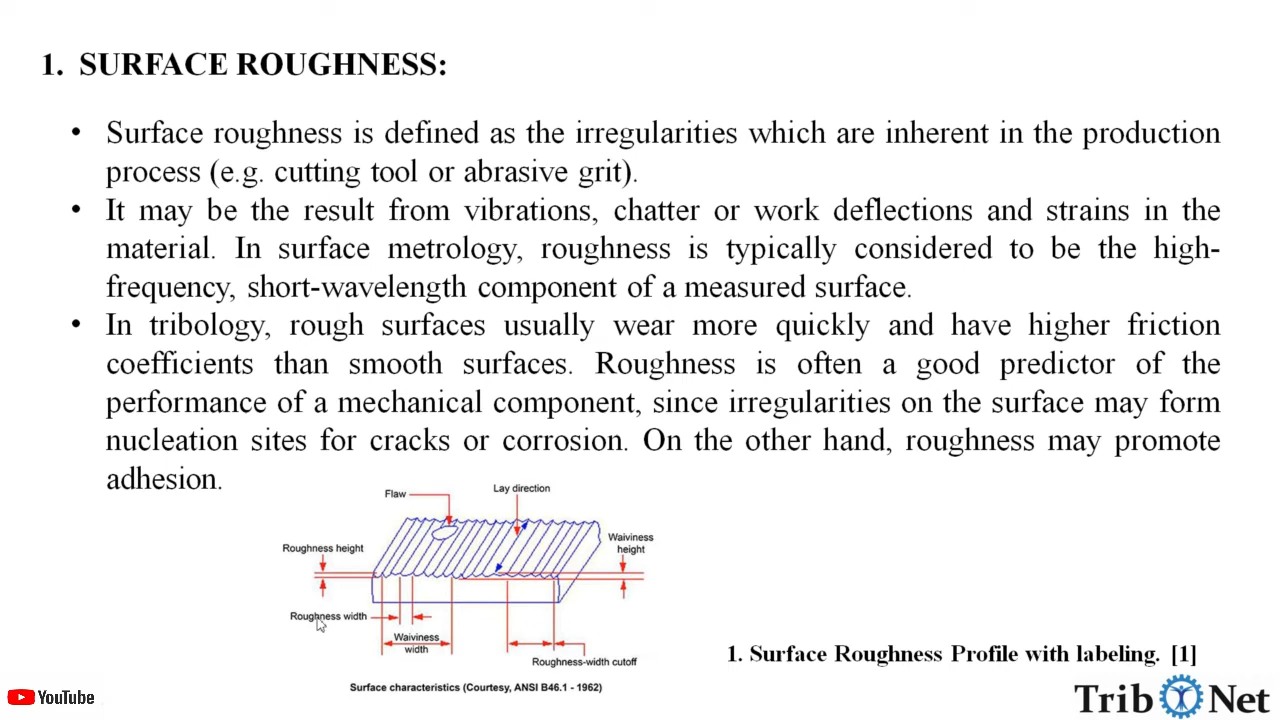 1. SURFACE ROUGHNESS:
• Surface roughness is defined as the irregularities which are inherent in the production
process (e.g. cutting tool or abrasive grit).
• It may be the result from vibrations, chatter or work deflections and strains in the
material. In surface metrology, roughness is typically considered to be the high-
frequency, short-wavelength component of a measured surface.
• In tribology, rough surfaces usually wear more quickly and have higher friction
coefficients than smooth surfaces. Roughness is often a good predictor of the
performance of a mechanical component, since irregularities on the surface may form
nucleation sites for cracks or corrosion. On the other hand, roughness may promote
adhesion.
Flaw
Lay direction
Roughness height
Waiviness
height
Roughness width
Waiviness
width
Roughness-width cutoff
Surface characteristics (Courtesy, ANSI B46.1 - 1962)
1. Surface Roughness Profile with labeling. [1]
YouTube
Trib Net